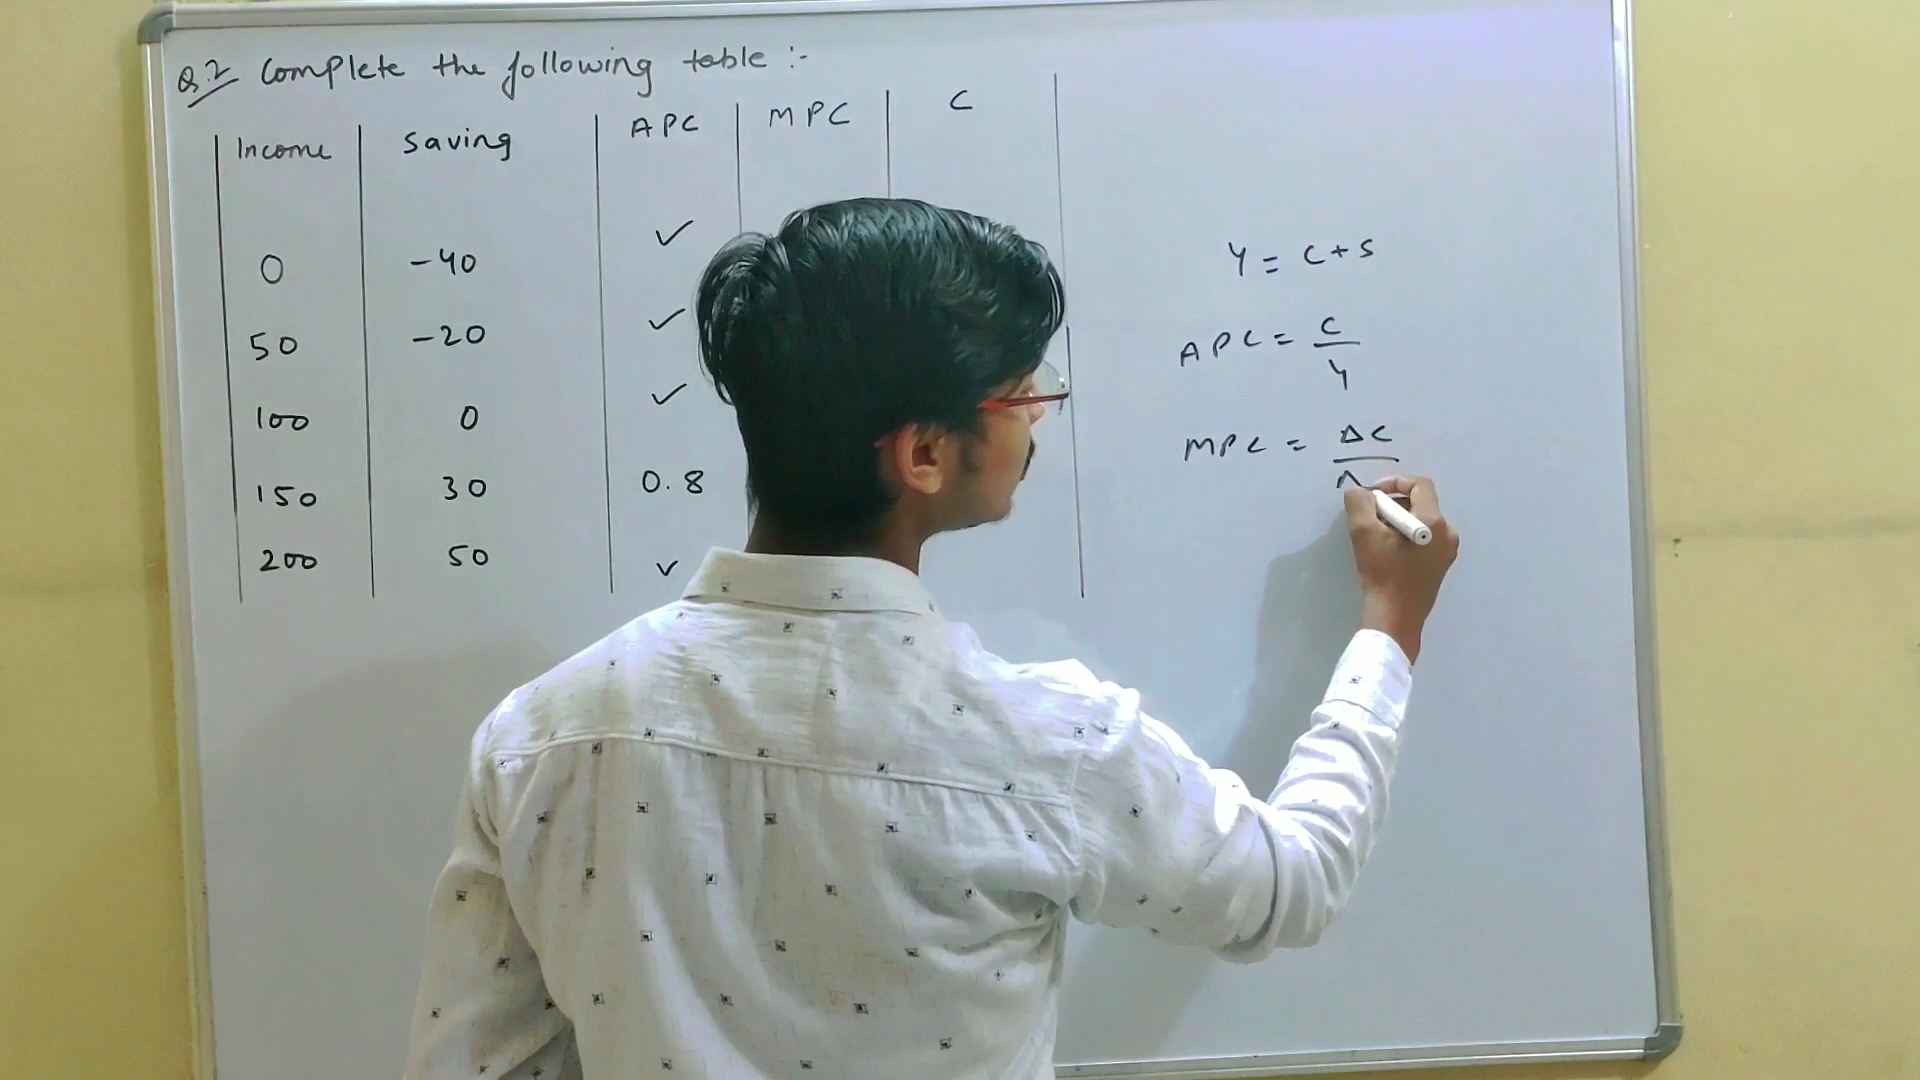 Q.2 Complete the following table :-
Income Saving APC MPC C
0 -40 ✓
50 -20 ✓
100 0 ✓
150 30 0.8
200 50 ✓
Y = C+S
APC = C/Y
MPC = ΔC/Δ